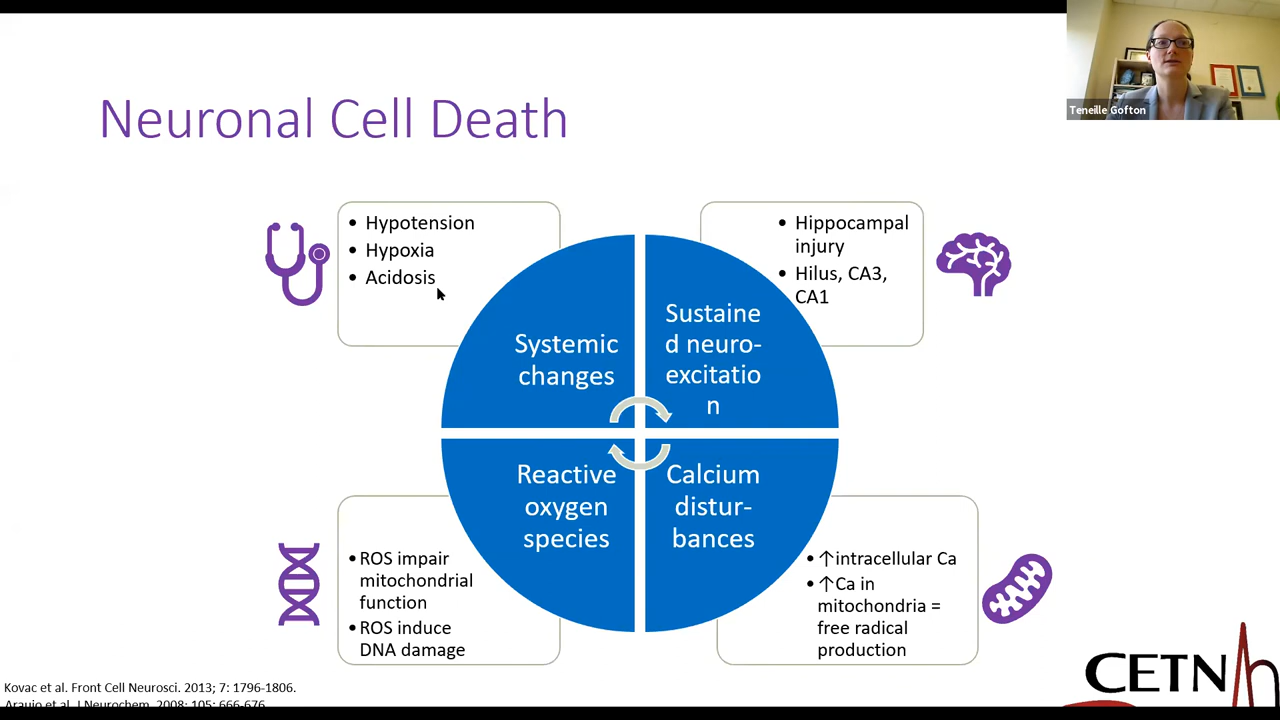 Neuronal Cell Death
Teneille Gofton
• Hypotension
• Hypoxia
• Acidosis
• Hippocampal
injury
• Hilus, CA3,
CA1
Systemic
changes
Sustaine
d neuro-
excitatio
n
Reactive
oxygen
species
Calcium
distur-
bances
• ROS impair
mitochondrial
function
• ROS induce
DNA damage
• ↑intracellular Ca
• ↑Ca in
mitochondria =
free radical
production
Kovac et al. Front Cell Neurosci. 2013; 7: 1796-1806.
Araujo et al. J Neurochem. 2008; 105: 666-676
CETN